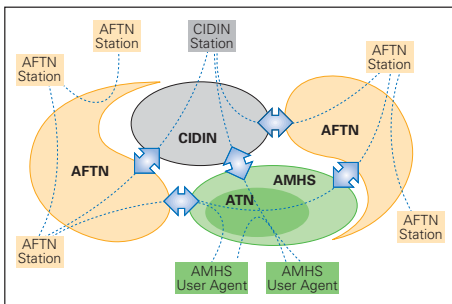 AFTN
Station
CIDIN
Station
AFTN
Station
AFTN
Station
CIDIN
AFTN
AFTN
AMHS
ATN
AFTN
Station
AFTN
Station
AMHS
User Agent
AMHS
User Agent